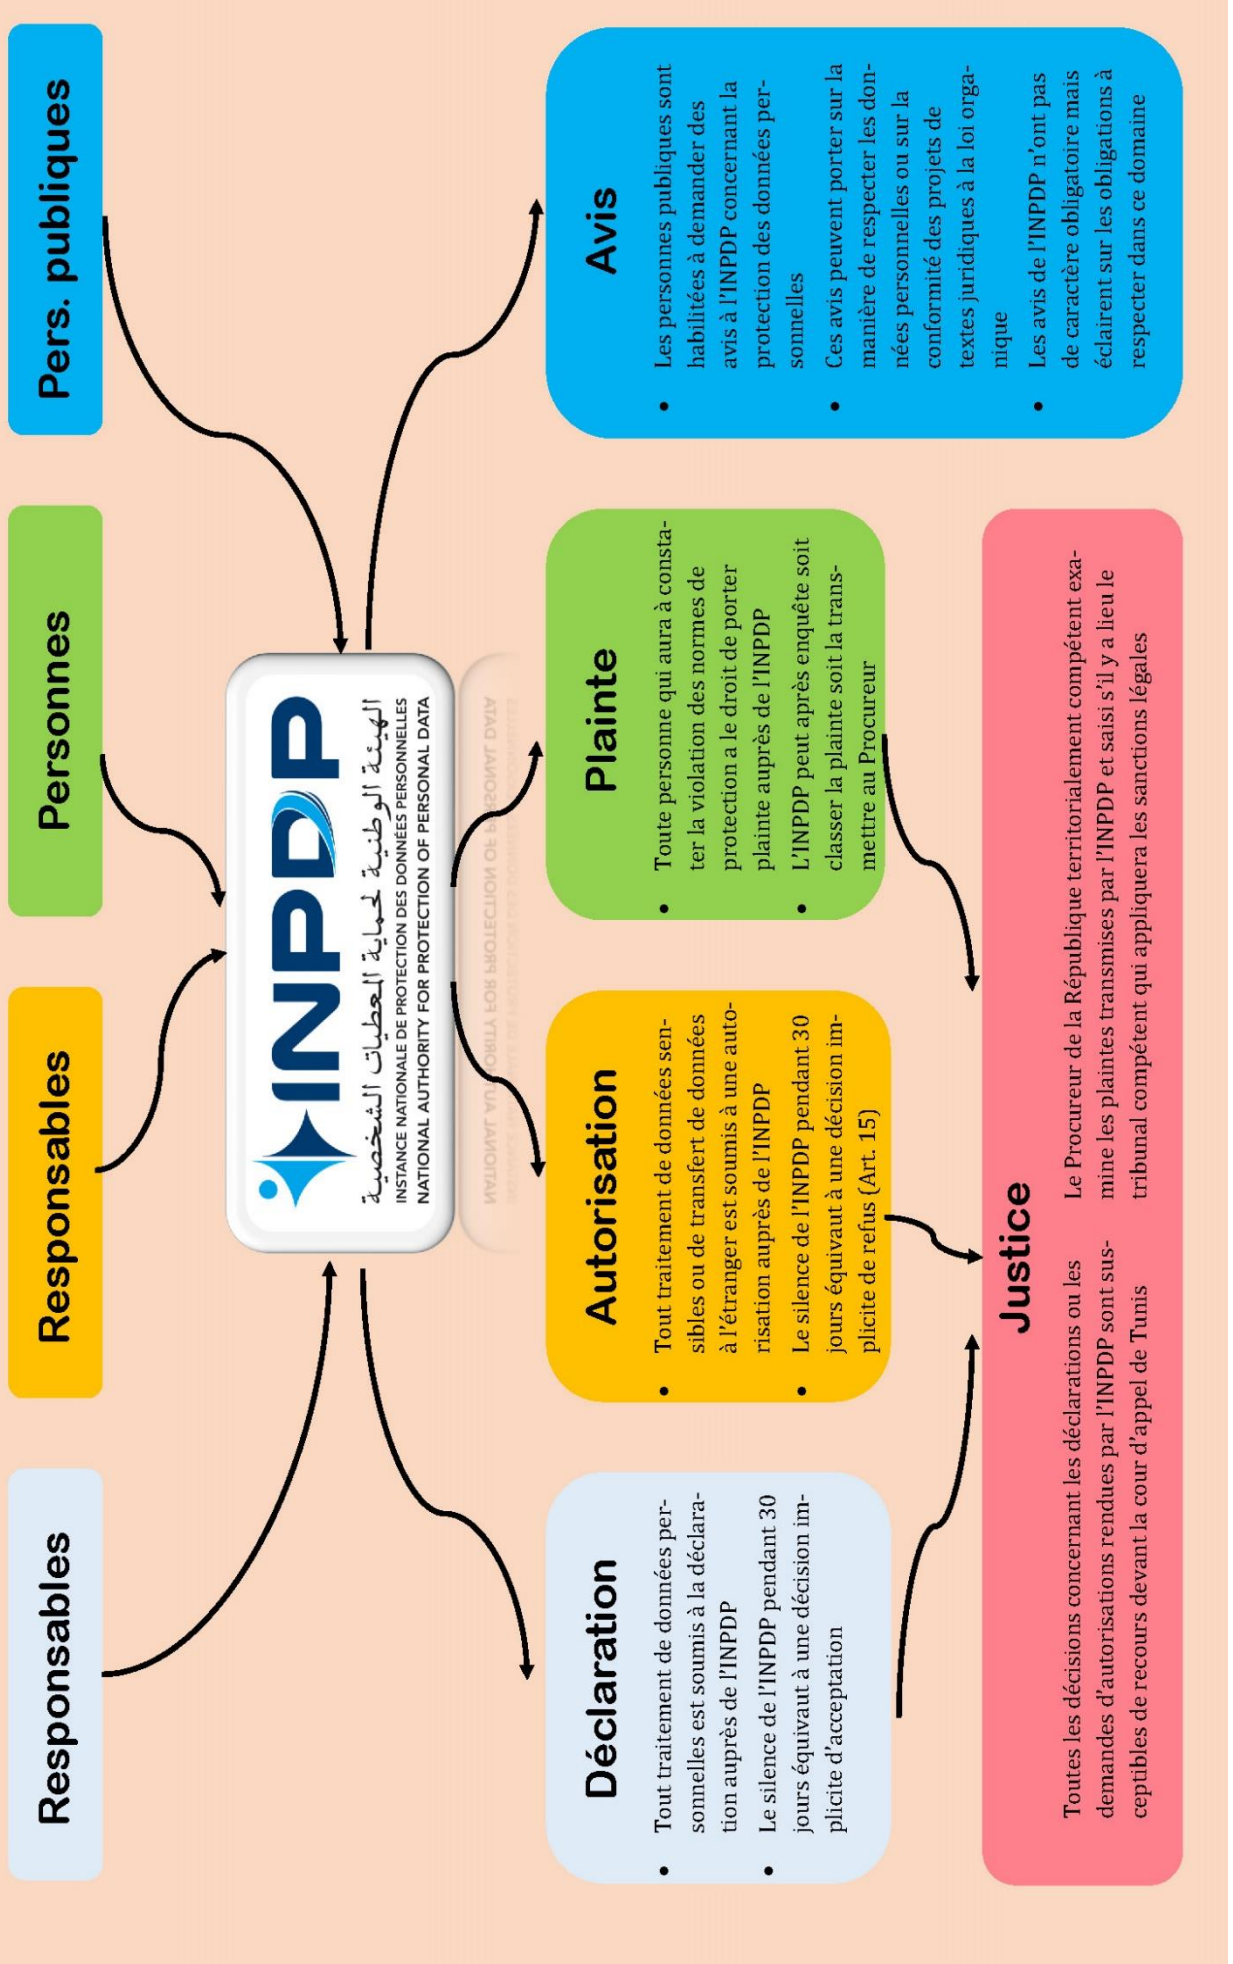 Responsables
Responsables
Personnes
Pers. publiques
INPDP
الهيئة الوطنية لحماية المعطيات الشخصية
INSTANCE NATIONALE DE PROTECTION DES DONNÉES PERSONNELLES
NATIONAL AUTHORITY FOR PROTECTION OF PERSONAL DATA
Déclaration
• Tout traitement de données per-
sonnelles est soumis à la déclara-
tion auprès de l'INPDP
• Le silence de l'INPDP pendant 30
jours équivaut à une décision im-
plicite d'acceptation
Autorisation
• Tout traitement de données sen-
sibles ou de transfert de données
à l'étranger est soumis à une auto-
risation auprès de l'INPDP
• Le silence de l'INPDP pendant 30
jours équivaut à une décision im-
plicite de refus (Art. 15)
Plainte
• Toute personne qui aura à consta-
ter la violation des normes de
protection a le droit de porter
plainte auprès de l'INPDP
• L'INPDP peut après enquête soit
classer la plainte soit la trans-
mettre au Procureur
Avis
• Les personnes publiques sont
habilitées à demander des
avis à l'INPDP concernant la
protection des données per-
sonnelles
• Ces avis peuvent porter sur la
manière de respecter les don-
nées personnelles ou sur la
conformité des projets de
textes juridiques à la loi orga-
nique
• Les avis de l'INPDP n'ont pas
de caractère obligatoire mais
éclairent sur les obligations à
respecter dans ce domaine
Justice
Toutes les décisions concernant les déclarations ou les
demandes d'autorisations rendues par l'INPDP sont sus-
ceptibles de recours devant la cour d'appel de Tunis
Le Procureur de la République territorialement compétent exa-
mine les plaintes transmises par l'INPDP et saisi s'il y a lieu le
tribunal compétent qui appliquera les sanctions légales